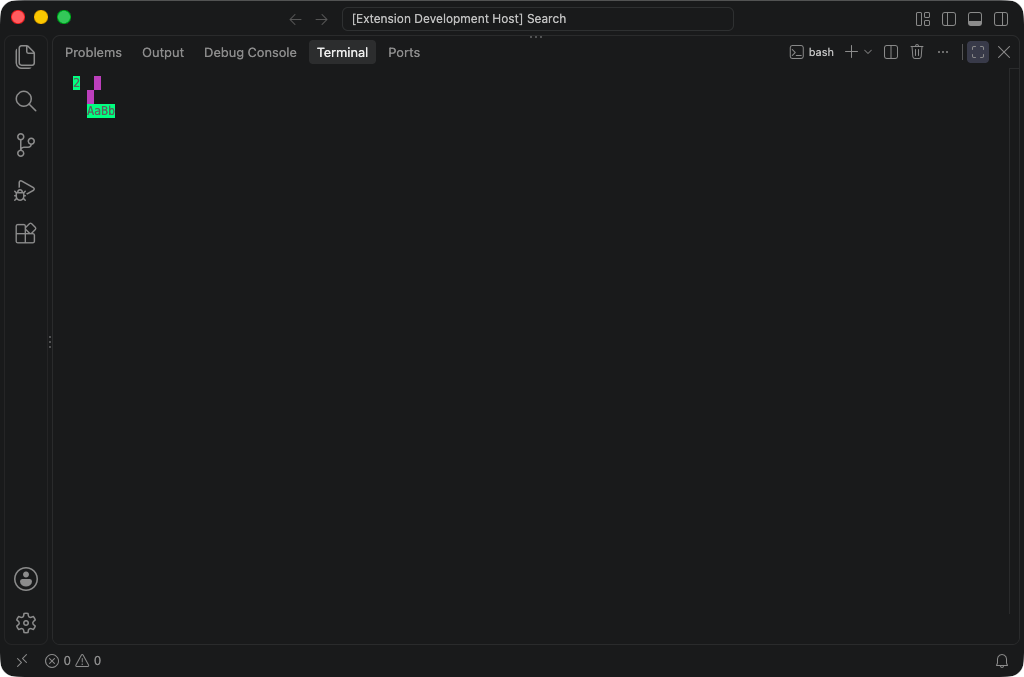 [Extension Development Host] Search
Problems Output Debug Console Terminal Ports bash
2
AaBb
0 0